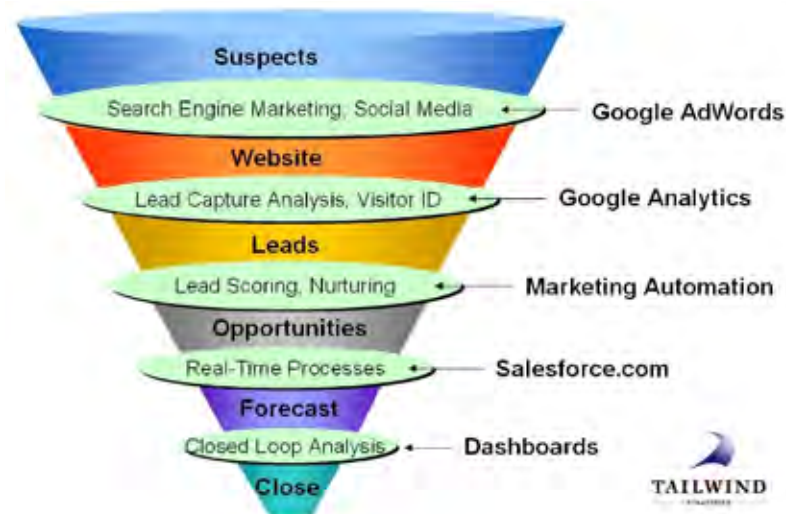 Suspects
Search Engine Marketing, Social Media
Google AdWords
Website
Lead Capture Analysis, Visitor ID
Google Analytics
Leads
Lead Scoring, Nurturing
Marketing Automation
Opportunities
Real-Time Processes
Salesforce.com
Forecast
Closed Loop Analysis
Dashboards
Close
TAILWIND